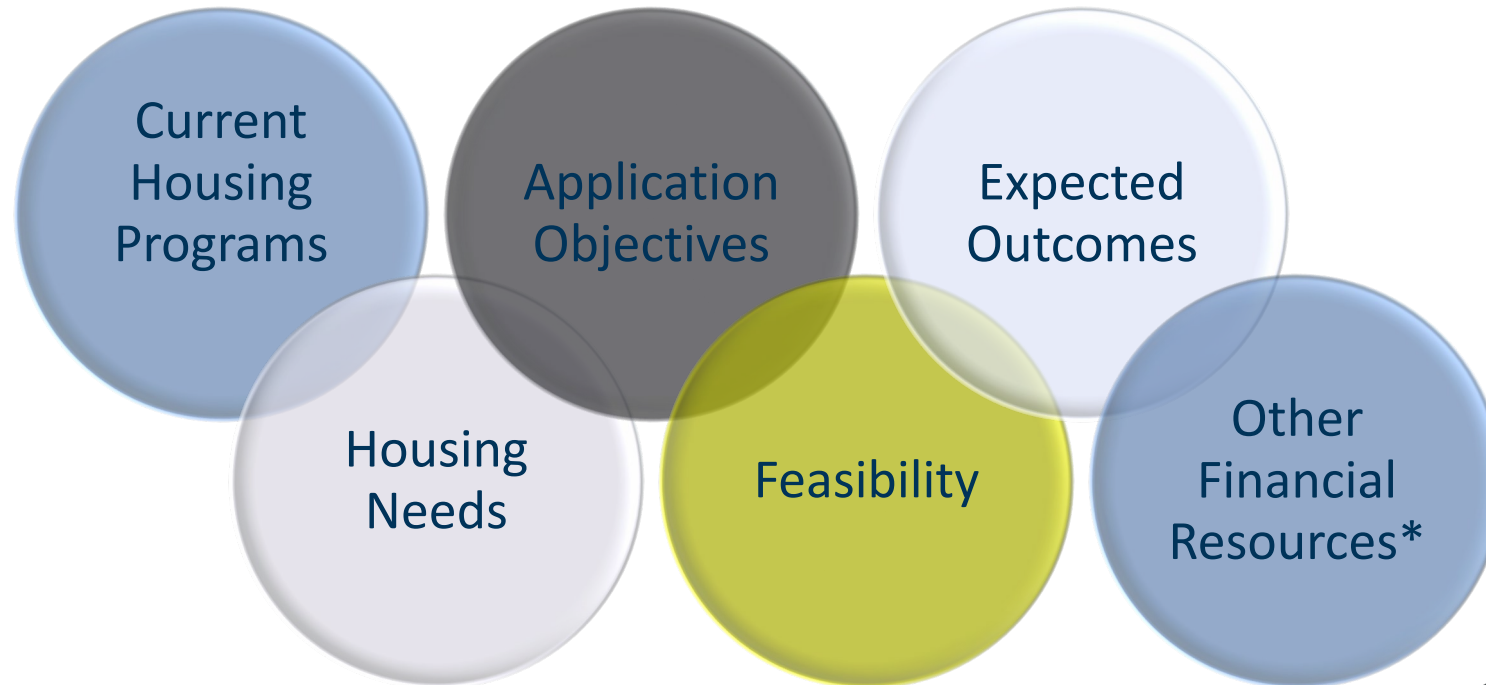 Current
Housing
Programs
Housing
Needs
Application
Objectives
Feasibility
Expected
Outcomes
Other
Financial
Resources*